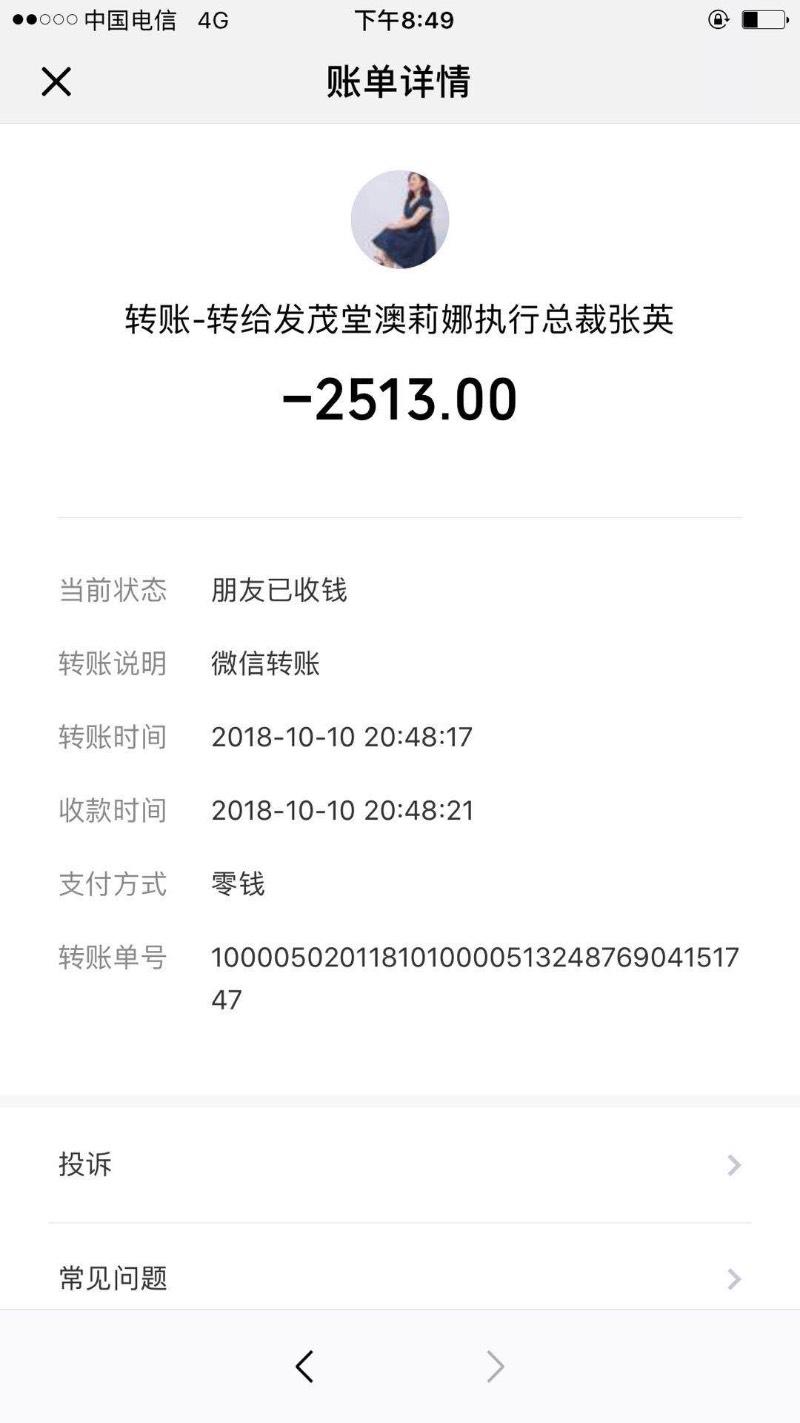 中国电信 4G 下午8:49
账单详情
转账-转给发茂堂澳莉娜执行总裁张英
-2513.00
当前状态 朋友已收钱
转账说明 微信转账
转账时间 2018-10-10 20:48:17
收款时间 2018-10-10 20:48:21
支付方式 零钱
转账单号 1000050201181010000513248769041517
47
投诉
常见问题